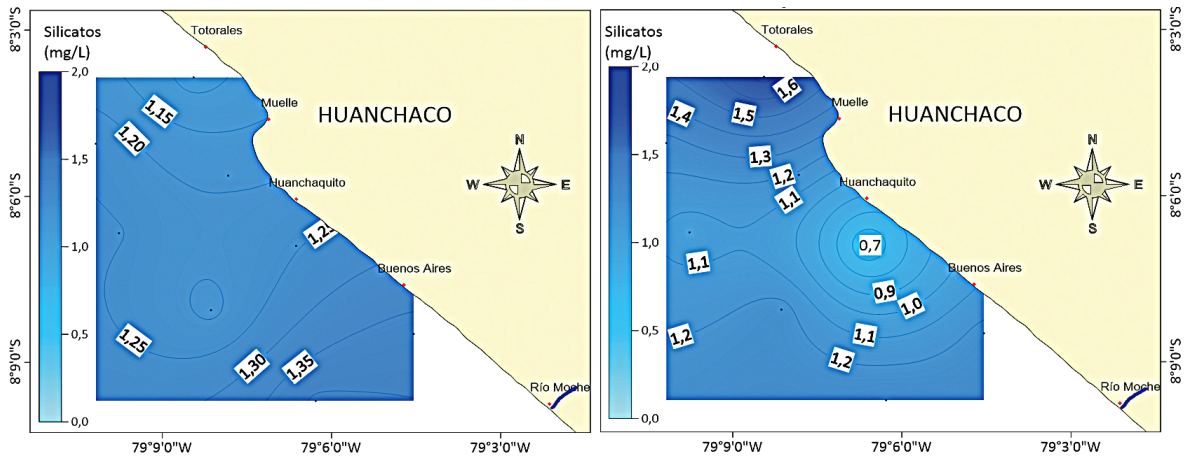 8°3'0"S
8°6'0"S
8°9'0"S
Silicatos
(mg/L)
2,0
1,5
1,0
0,5
0,0
Totorales
Muelle
HUANCHACO
Huanchaquito
Buenos Aires
Río Moche
N
W
E
S
1,15
1,20
1,25
1,25
1,30
1,35
79°9'0"W
79°6'0"W
79°3'0"W
Silicatos
(mg/L)
2,0
1,5
1,0
0,5
0,0
Totorales
Muelle
HUANCHACO
Huanchaquito
Buenos Aires
Río Moche
N
W
E
S
1,6
1,5
1,4
1,3
1,2
1,1
0,7
1,1
0,9
1,0
1,1
1,2
1,2
79°9'0"W
79°6'0"W
79°3'0"W
8°3'0"S
8°6'0"S
8°9'0"S